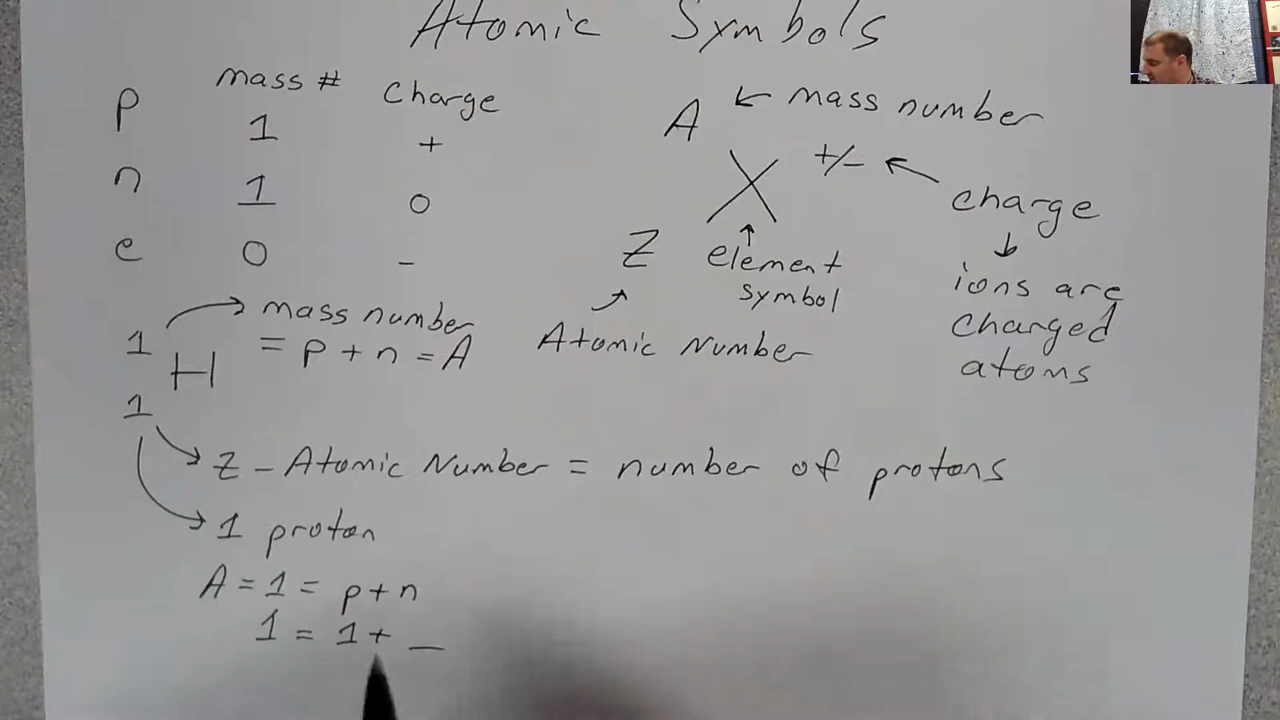 Atomic Symbols
mass # charge
p 1 +
n 1 0
e 0 -
A ← mass number
X +/- ← charge
Z element symbol
Atomic Number
ions are
charged
atoms
1 H 1
mass number
= p + n = A
Z - Atomic Number = number of protons
1 proton
A = 1 = p + n
1 = 1 + _